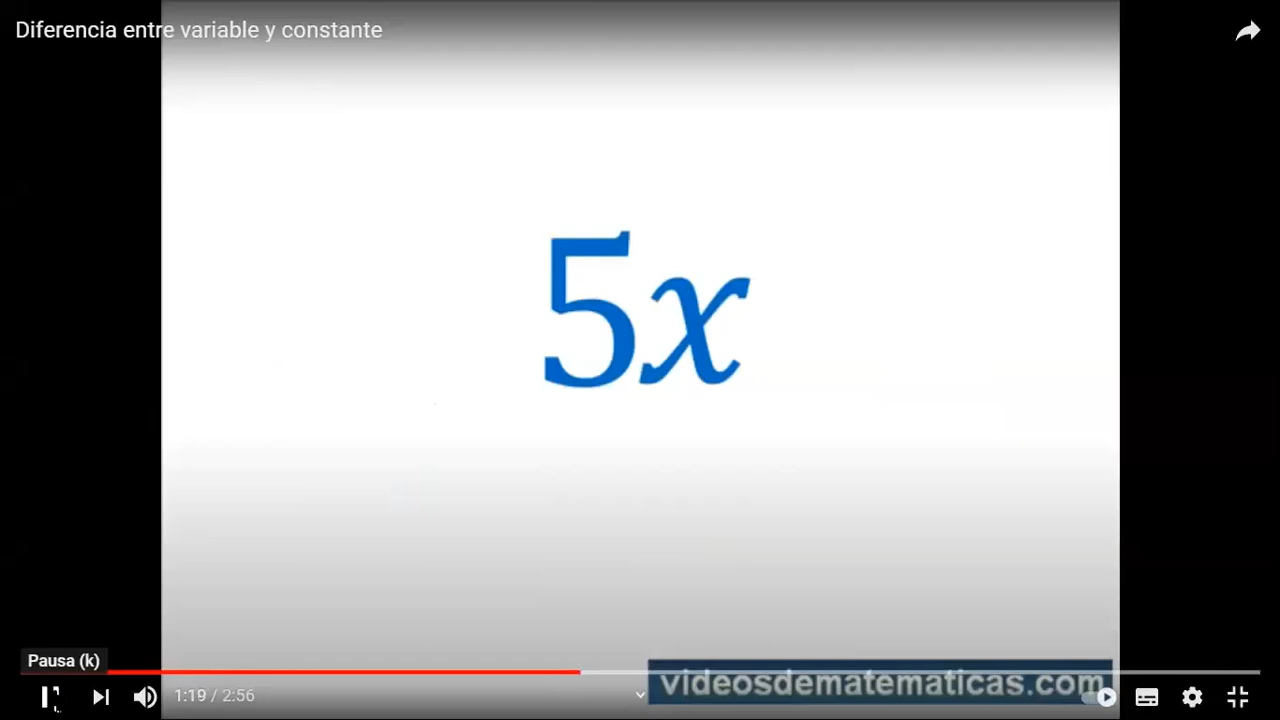 Diferencia entre variable y constante
5x
Pausa (k)
1:19 / 2:56
videosdematematicas.com